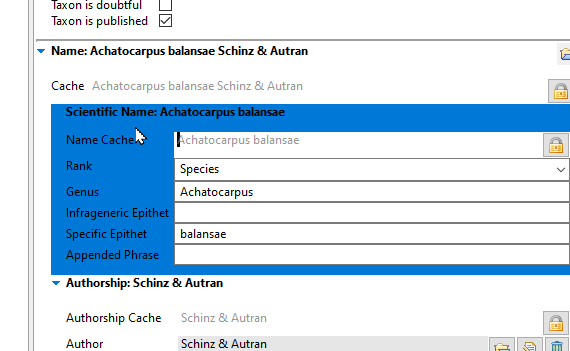 Taxon is doubtful
Taxon is published
Name: Achatocarpus balansae Schinz & Autran
Cache Achatocarpus balansae Schinz & Autran
Scientific Name: Achatocarpus balansae
Name Cache Achatocarpus balansae
Rank Species
Genus Achatocarpus
Infrageneric Epithet
Specific Epithet balansae
Appended Phrase
Authorship: Schinz & Autran
Authorship Cache Schinz & Autran
Author Schinz & Autran